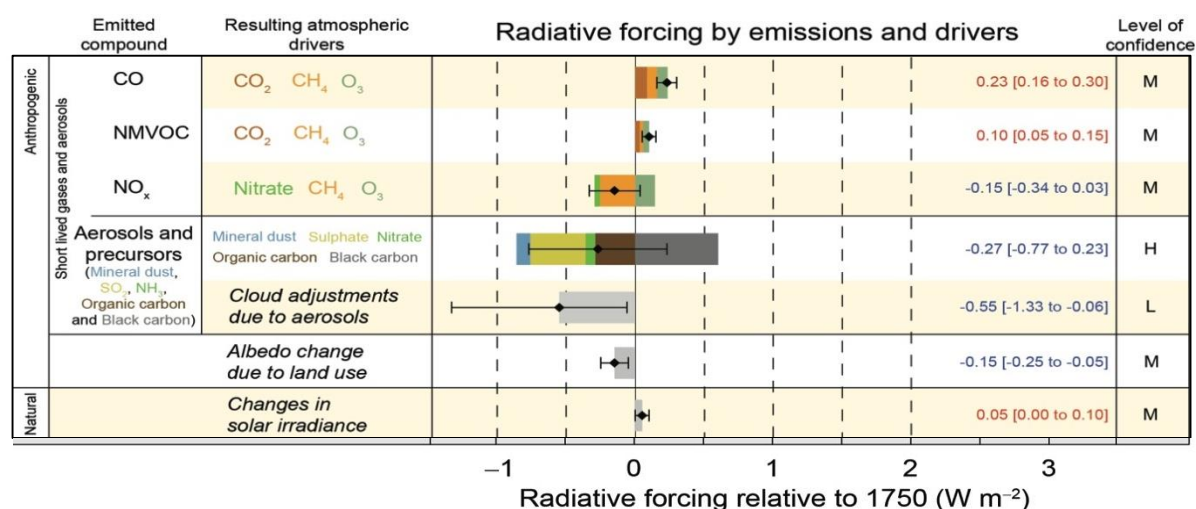 Emitted compound
Resulting atmospheric drivers
Radiative forcing by emissions and drivers
Level of confidence
Anthropogenic
Short lived gases and aerosols
CO
CO₂ CH₄ O₃
0.23 [0.16 to 0.30]
M
NMVOC
CO₂ CH₄ O₃
0.10 [0.05 to 0.15]
M
NOₓ
Nitrate CH₄ O₃
-0.15 [-0.34 to 0.03]
M
Aerosols and
precursors
(Mineral dust,
SO₂, NH₃,
Organic carbon
and Black carbon)
Mineral dust Sulphate Nitrate
Organic carbon Black carbon
-0.27 [-0.77 to 0.23]
H
Cloud adjustments
due to aerosols
-0.55 [-1.33 to -0.06]
L
Albedo change
due to land use
-0.15 [-0.25 to -0.05]
M
Natural
Changes in
solar irradiance
0.05 [0.00 to 0.10]
M
−1 0 1 2 3
Radiative forcing relative to 1750 (W m⁻²)